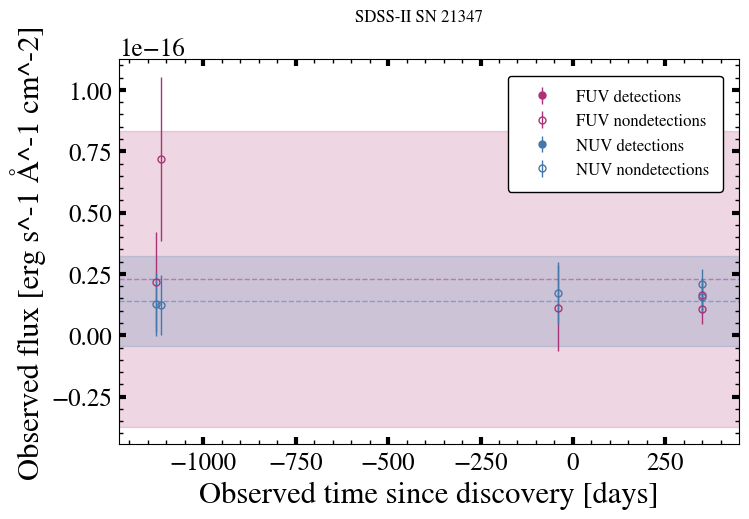 SDSS-II SN 21347
1e−16
1.00
0.75
0.50
0.25
0.00
−0.25
Observed flux [erg s^-1 Å^-1 cm^-2]
FUV detections
FUV nondetections
NUV detections
NUV nondetections
−1000
−750
−500
−250
0
250
Observed time since discovery [days]